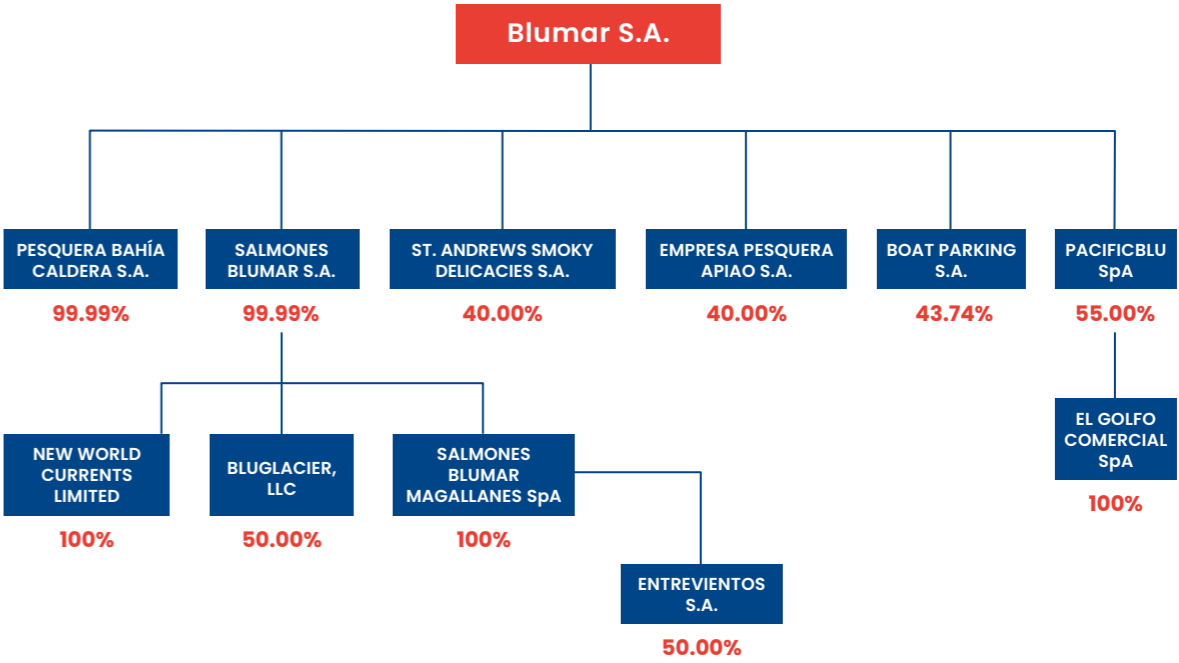 Blumar S.A.
PESQUERA BAHÍA
CALDERA S.A.
99.99%
SALMONES
BLUMAR S.A.
99.99%
ST. ANDREWS SMOKY
DELICACIES S.A.
40.00%
EMPRESA PESQUERA
APIAO S.A.
40.00%
BOAT PARKING
S.A.
43.74%
PACIFICBLU
SpA
55.00%
NEW WORLD
CURRENTS
LIMITED
100%
BLUGLACIER,
LLC
50.00%
SALMONES
BLUMAR
MAGALLANES SpA
100%
EL GOLFO
COMERCIAL
SpA
100%
ENTREVIENTOS
S.A.
50.00%